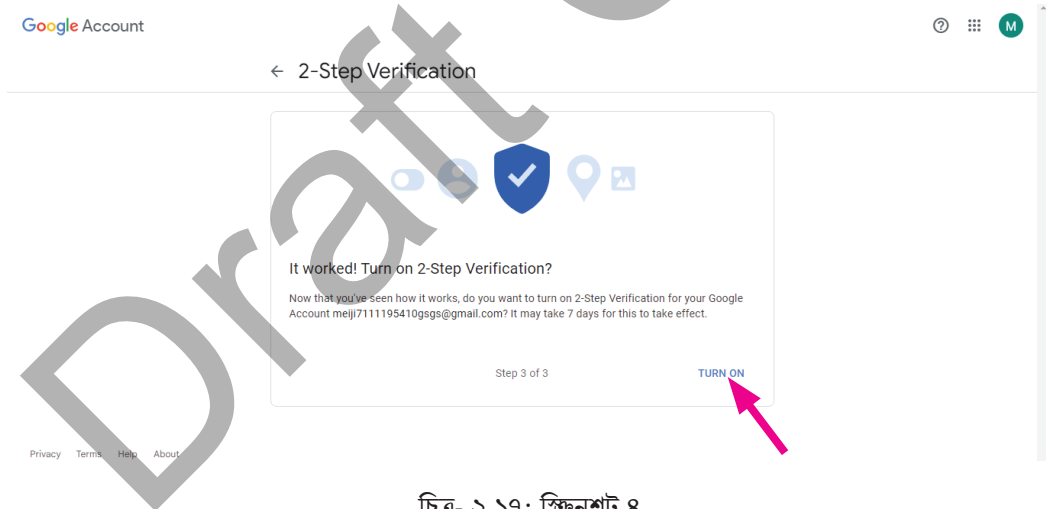 Google Account
M
← 2-Step Verification
It worked! Turn on 2-Step Verification?
Now that you've seen how it works, do you want to turn on 2-Step Verification for your Google
Account meiji7111195410gsgs@gmail.com? It may take 7 days for this to take effect.
Step 3 of 3
TURN ON
Privacy Terms Help About
Draft
চিত্র- ২.১৭: স্ক্রিনশট ৪